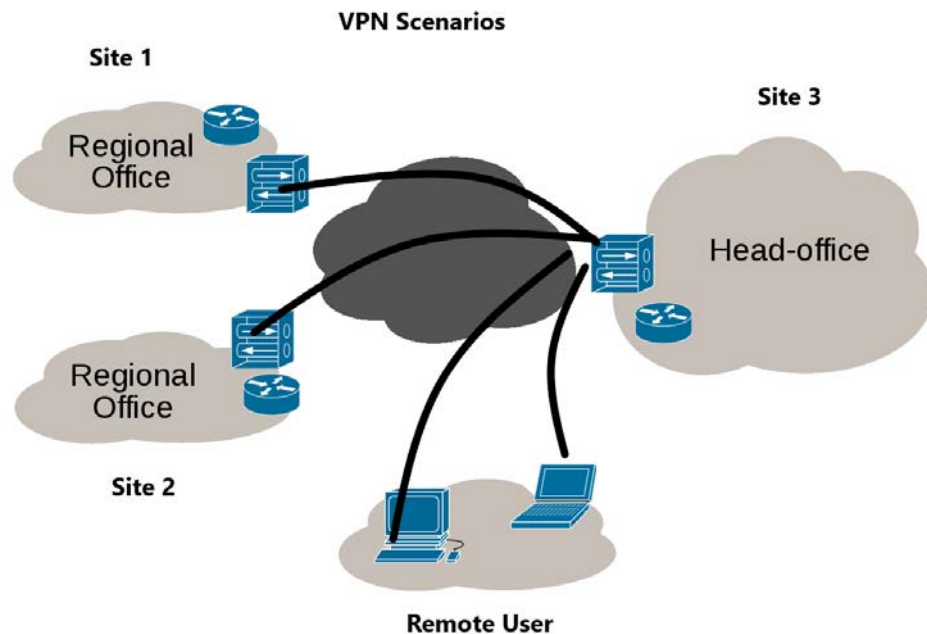 VPN Scenarios
Site 1
Site 3
Regional
Office
Head-office
Regional
Office
Site 2
Remote User